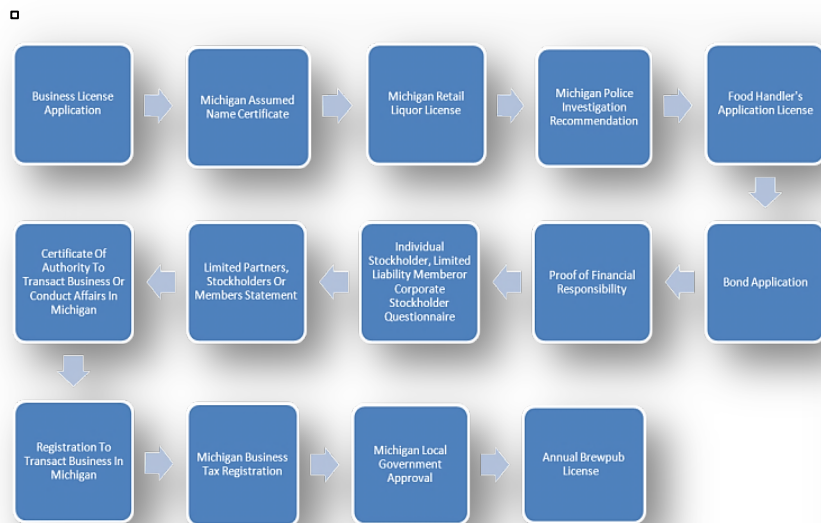 Business License
Application
Michigan Assumed
Name Certificate
Michigan Retail
Liquor License
Michigan Police
Investigation
Recommendation
Food Handler's
Application License
Bond Application
Proof of Financial
Responsibility
Individual
Stockholder, Limited
Liability Memberor
Corporate
Stockholder
Questionnaire
Limited Partners,
Stockholders Or
Members Statement
Certificate Of
Authority To
Transact Business Or
Conduct Affairs In
Michigan
Registration To
Transact Business In
Michigan
Michigan Business
Tax Registration
Michigan Local
Government
Approval
Annual Brewpub
License